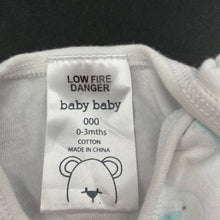 LOW FIRE
DANGER
baby baby
000
0-3mths
COTTON
MADE IN CHINA